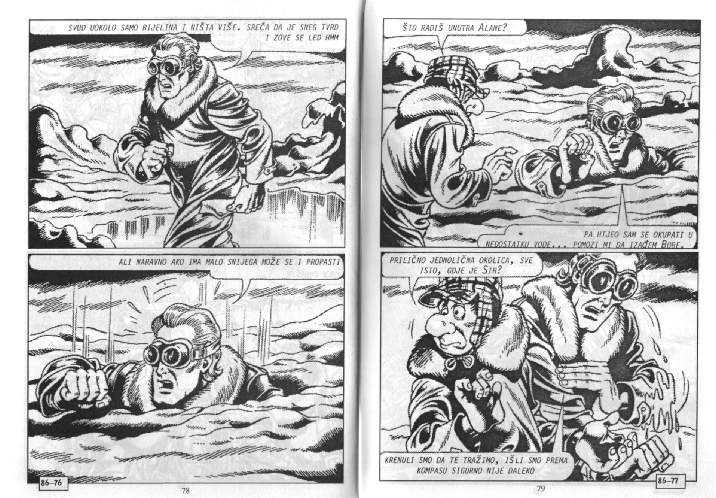 SVUD UOKOLO SAMO BIJELINA I NIŠTA VIŠE. SREĆA DA JE SNEG TVRD
I ZOVE SE LED HMM
ALI NARAVNO AKO IMA MALO SNIJEGA MOŽE SE I PROPASTI
86-76
78
ŠTO RADIŠ UNUTRA ALANE?
PA HTJEO SAM SE OKUPATI U
NEDOSTATKU VODE... POMOZI MI DA IZAĐEM BOBE.
PRILIČNO JEDNOLIČNA OKOLICA, SVE
ISTO, GDJE JE ŠIR?
KRENULI SMO DA TE TRAŽIMO, IŠLI SMO PREMA
KOMPASU SIGURNO NIJE DALEKO
86-77
79